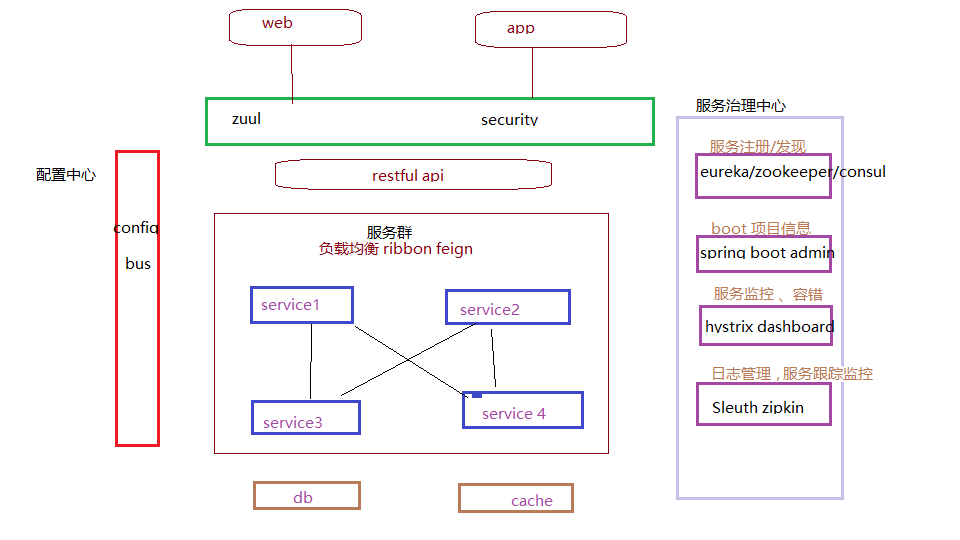 web
app
zuul
security
服务治理中心
服务注册/发现
eureka/zookeeper/consul
配置中心
restful api
config
bus
服务群
负载均衡 ribbon feign
boot 项目信息
spring boot admin
service1
service2
服务监控 、容错
hystrix dashboard
service3
service 4
日志管理 , 服务跟踪监控
Sleuth zipkin
db
cache